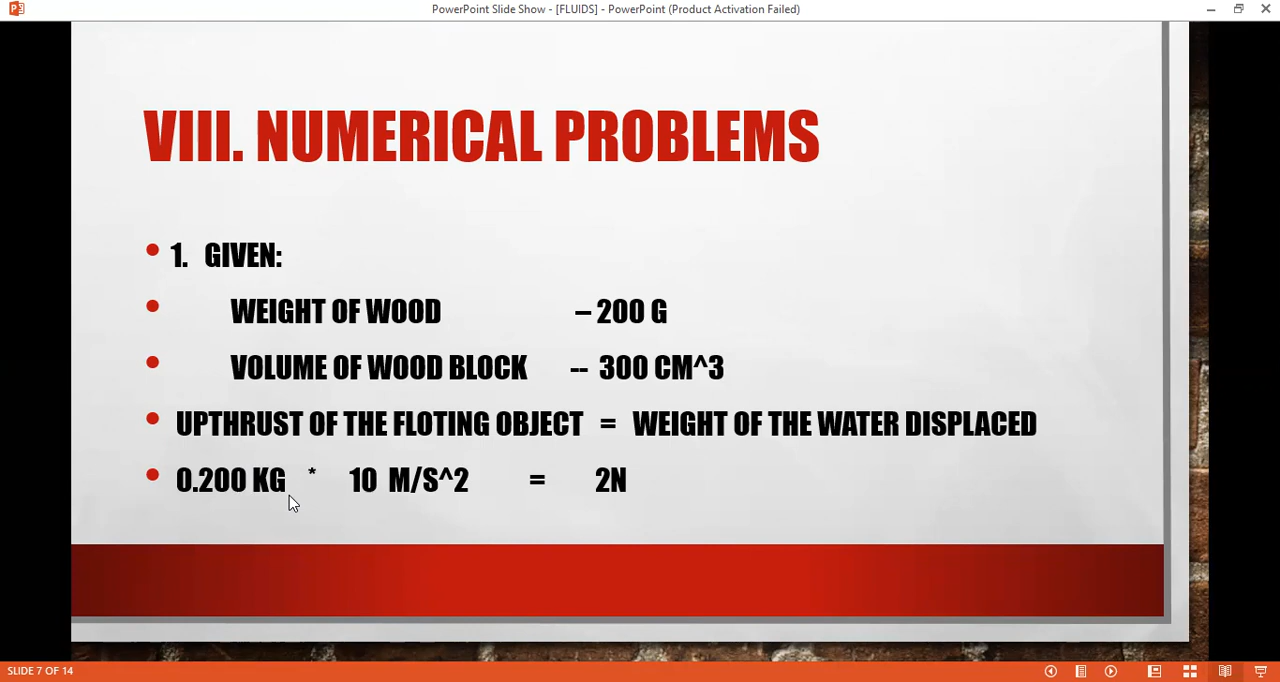 PowerPoint Slide Show - [FLUIDS] - PowerPoint (Product Activation Failed)
VIII. NUMERICAL PROBLEMS
• 1. GIVEN:
• WEIGHT OF WOOD – 200 G
• VOLUME OF WOOD BLOCK -- 300 CM^3
• UPTHRUST OF THE FLOTING OBJECT = WEIGHT OF THE WATER DISPLACED
• 0.200 KG * 10 M/S^2 = 2N
SLIDE 7 OF 14